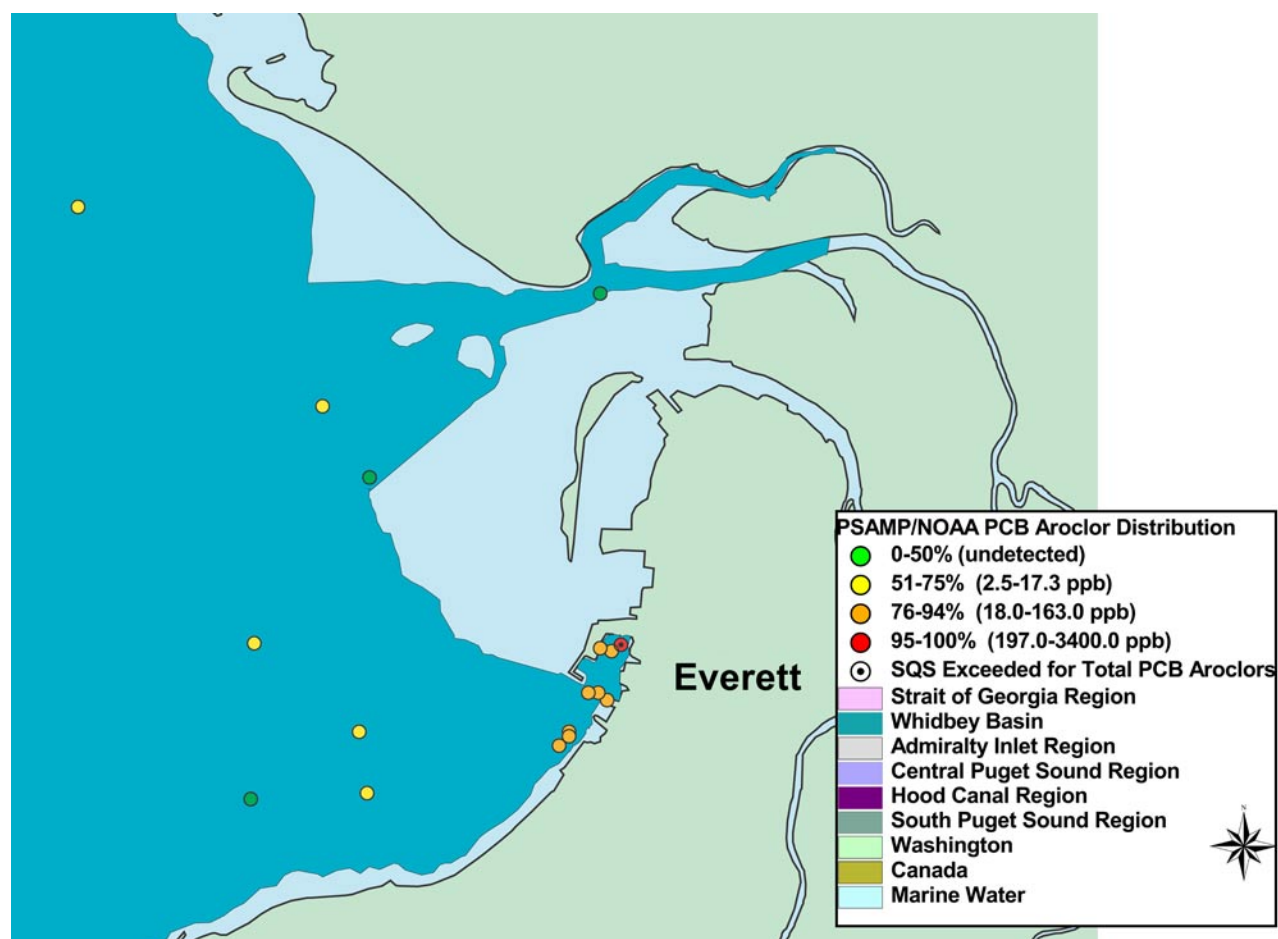 Everett
PSAMP/NOAA PCB Aroclor Distribution
0-50% (undetected)
51-75% (2.5-17.3 ppb)
76-94% (18.0-163.0 ppb)
95-100% (197.0-3400.0 ppb)
SQS Exceeded for Total PCB Aroclors
Strait of Georgia Region
Whidbey Basin
Admiralty Inlet Region
Central Puget Sound Region
Hood Canal Region
South Puget Sound Region
Washington
Canada
Marine Water
N